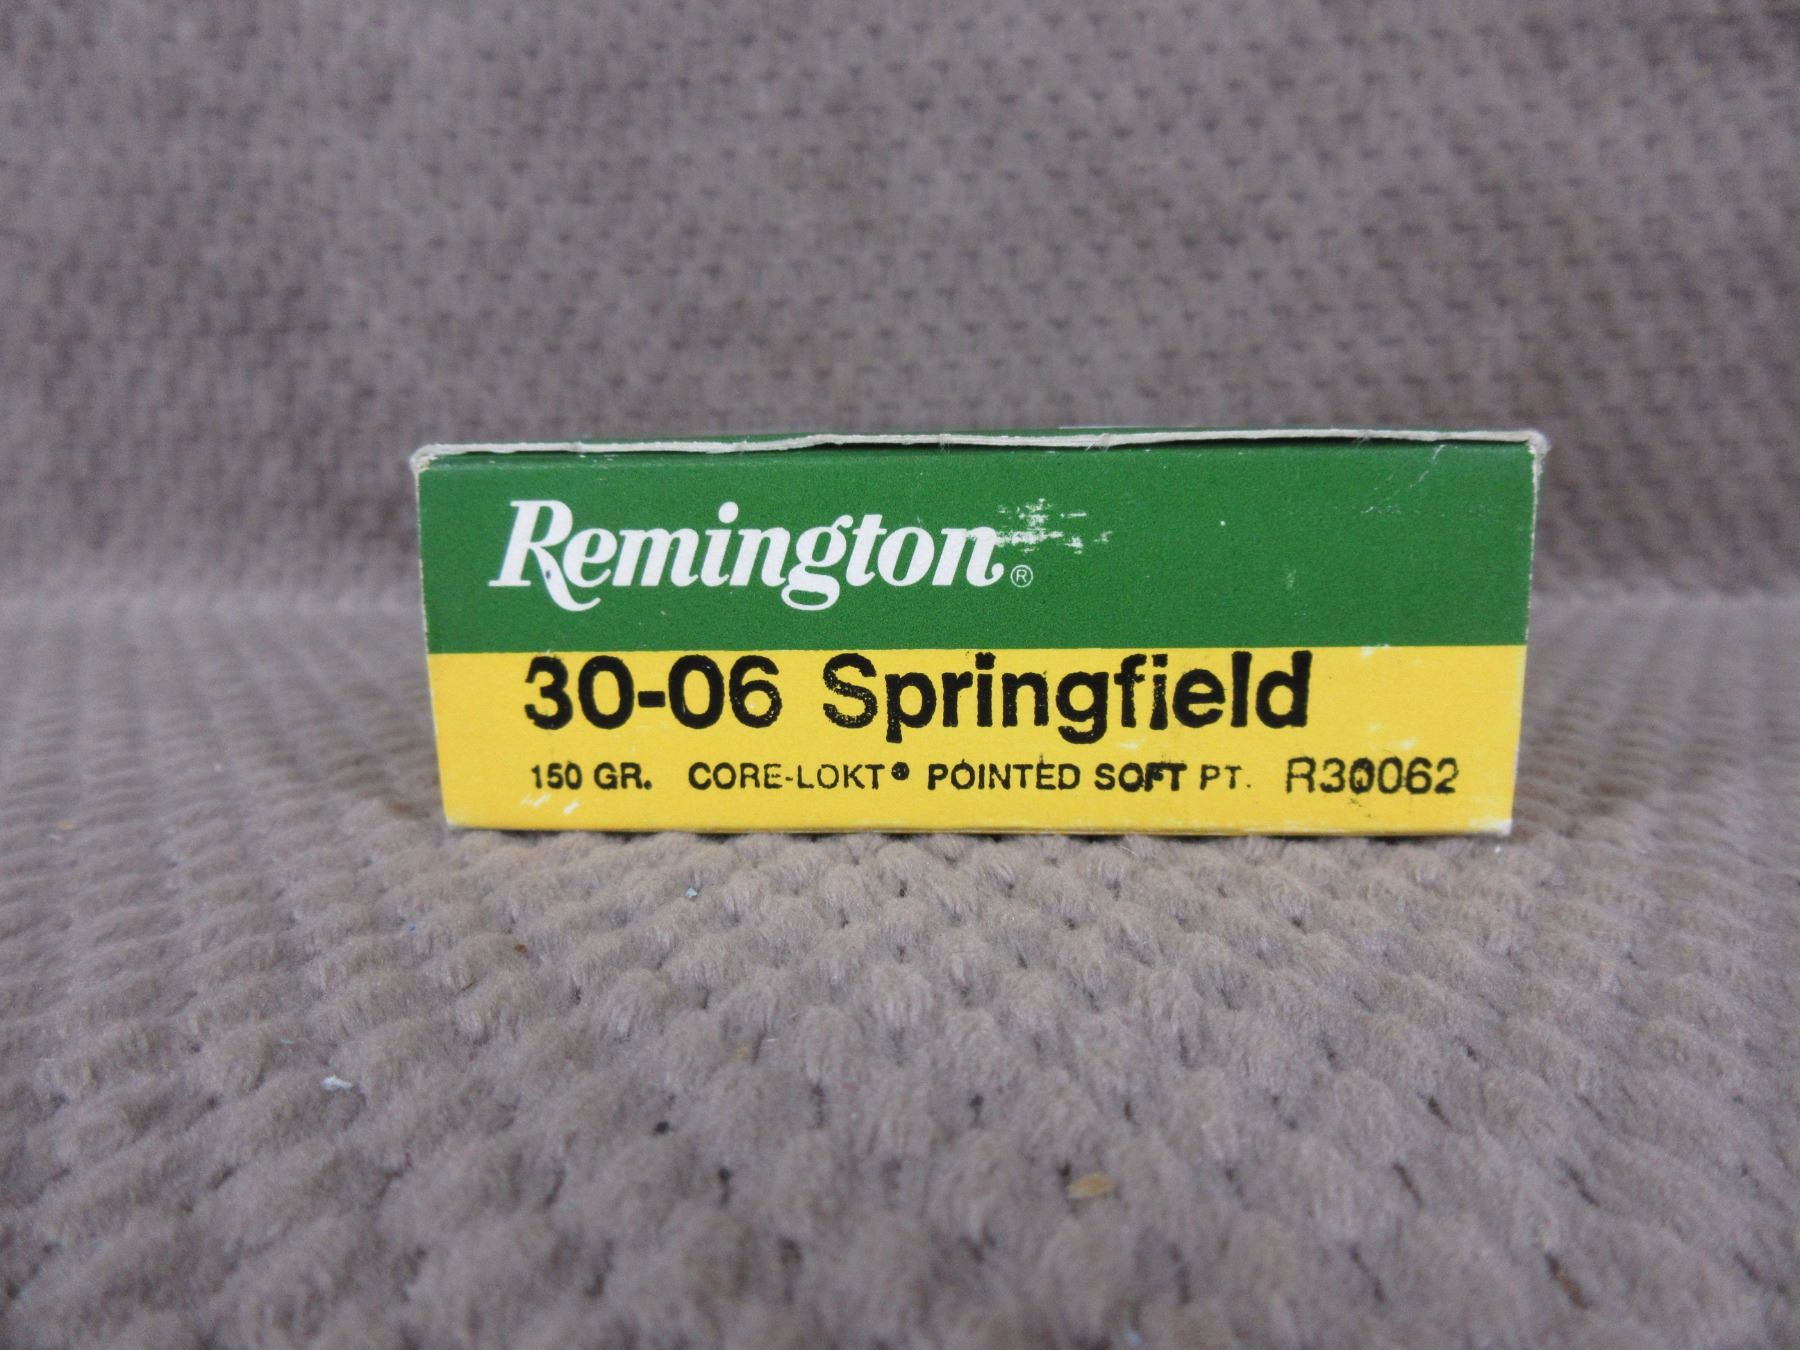 Remington®
30-06 Springfield
150 GR. CORE-LOKT® POINTED SOFT PT. R30062